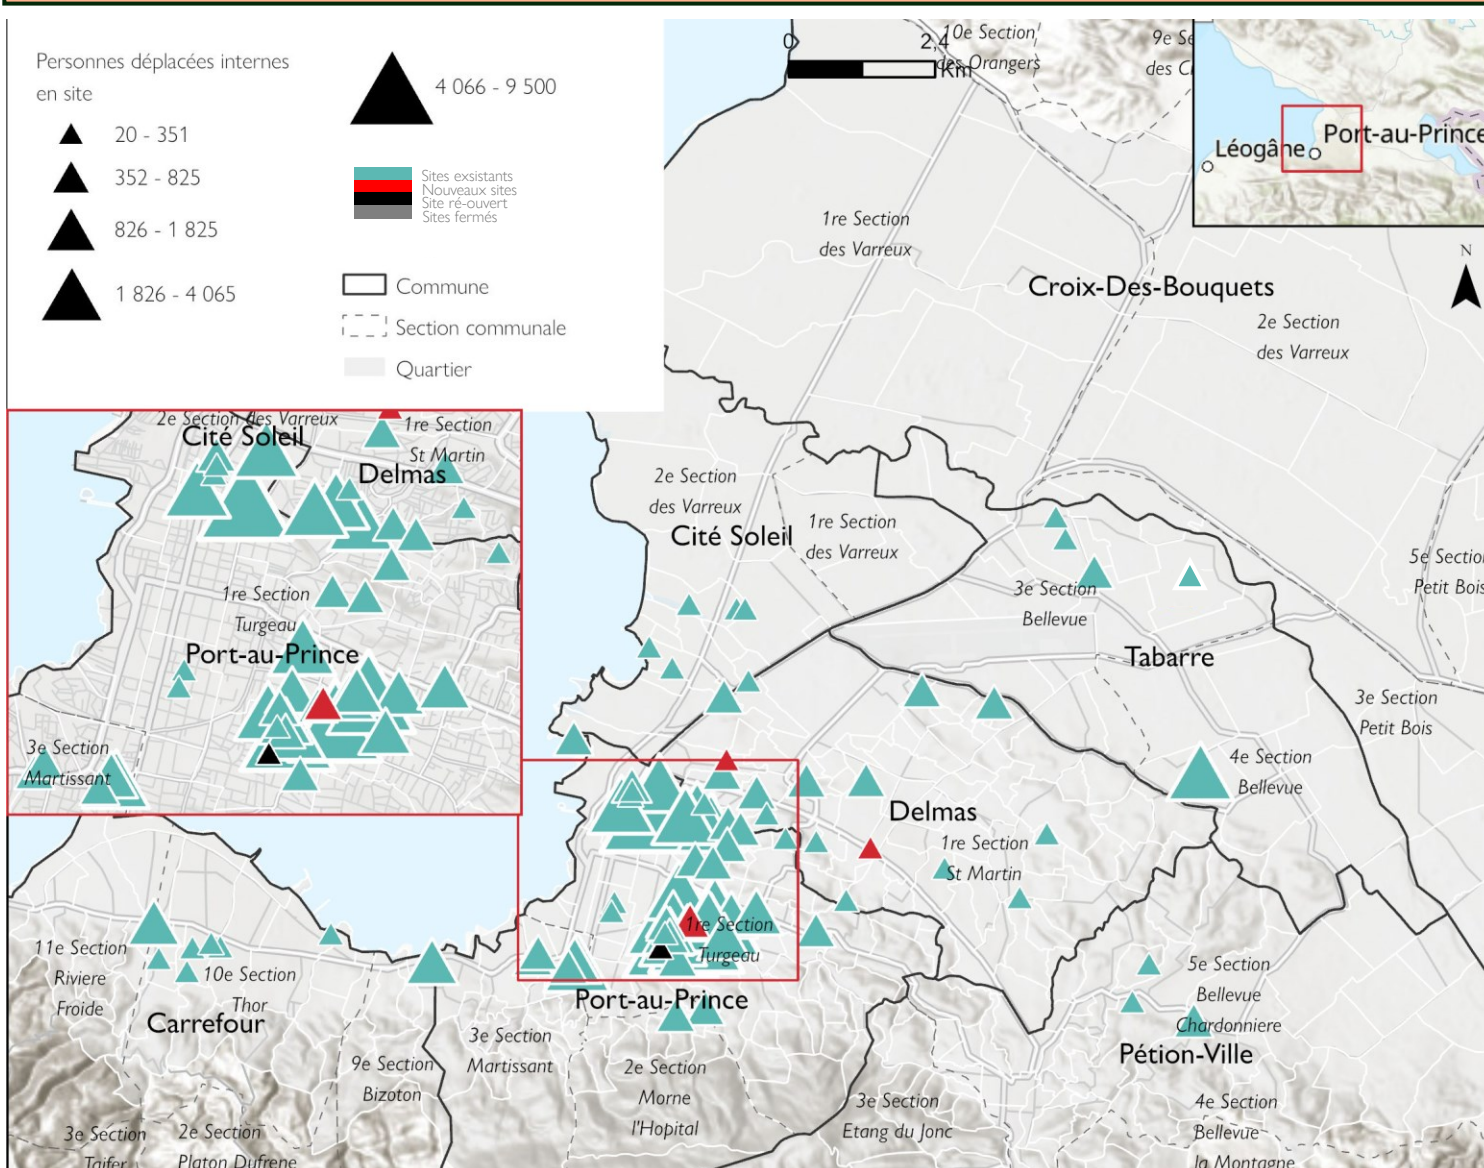 Personnes déplacées internes
en site
20 - 351
352 - 825
826 - 1 825
1 826 - 4 065
4 066 - 9 500
Sites exsistants
Nouveaux sites
Site ré-ouvert
Sites fermés
Commune
Section communale
Quartier
0
2,4
Km
10e Section
des Orangers
9e Se
des C
Léogâne
Port-au-Prince
N
1re Section
des Varreux
Croix-Des-Bouquets
2e Section
des Varreux
2e Section des Varreux
Cité Soleil
1re Section
St Martin
Delmas
1re Section
Turgeau
Port-au-Prince
3e Section
Martissant
2e Section
des Varreux
Cité Soleil
1re Section
des Varreux
3e Section
Bellevue
5e Section
Petit Bois
Tabarre
3e Section
Petit Bois
4e Section
Bellevue
Delmas
1re Section
St Martin
1re Section
Turgeau
Port-au-Prince
11e Section
Riviere
Froide
10e Section
Thor
Carrefour
9e Section
Bizoton
3e Section
Martissant
2e Section
Morne
l'Hopital
3e Section
Etang du Jonc
5e Section
Bellevue
Chardonniere
Pétion-Ville
4e Section
Bellevue
la Montagne
3e Section
Taifer
2e Section
Platon Dufrene